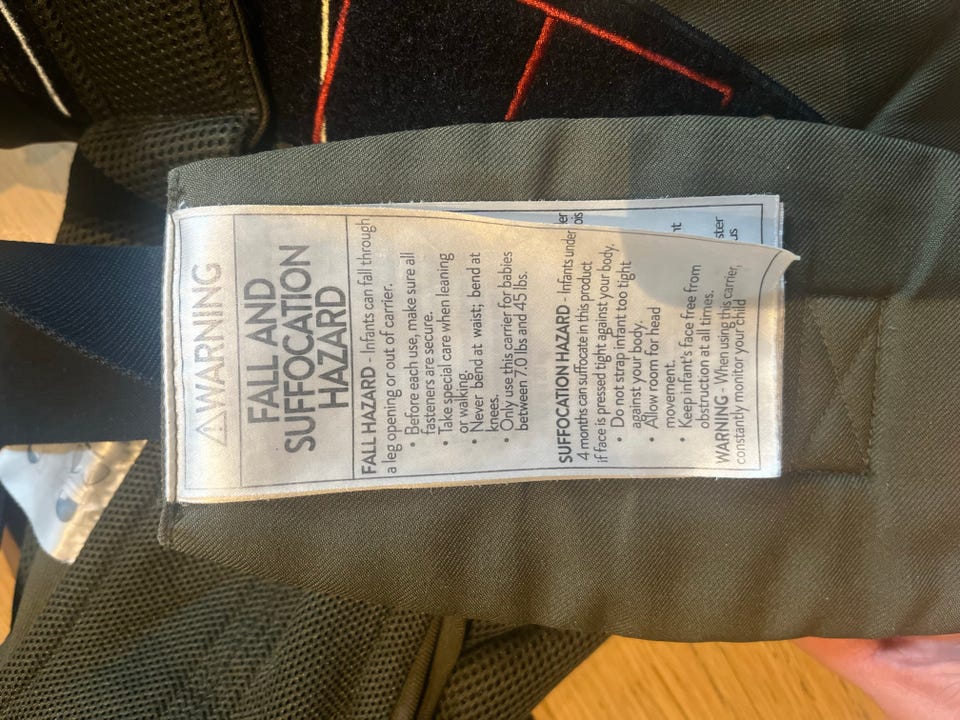 ⚠WARNING
FALL AND
SUFFOCATION
HAZARD
FALL HAZARD - Infants can fall through
a leg opening or out of carrier.
• Before each use, make sure all
fasteners are secure.
• Take special care when leaning
or walking.
• Never bend at waist; bend at
knees.
• Only use this carrier for babies
between 7.0 lbs and 45 lbs.
SUFFOCATION HAZARD - Infants under
4 months can suffocate in this product
if face is pressed tight against your body.
• Do not strap infant too tight
against your body.
• Allow room for head
movement.
• Keep infant's face free from
obstruction at all times.
WARNING - When using this carrier,
constantly monitor your child
er
ois
nt
ster
us